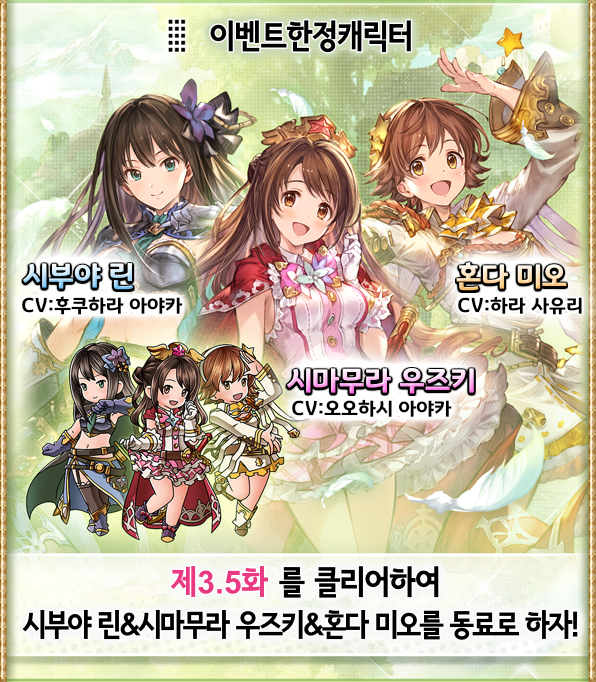 이벤트한정캐릭터
시부야 린
CV:후쿠하라 아야카
혼다 미오
CV:하라 사유리
시마무라 우즈키
CV:오오하시 아야카
제3.5화 를 클리어하여
시부야 린&시마무라 우즈키&혼다 미오를 동료로 하자!